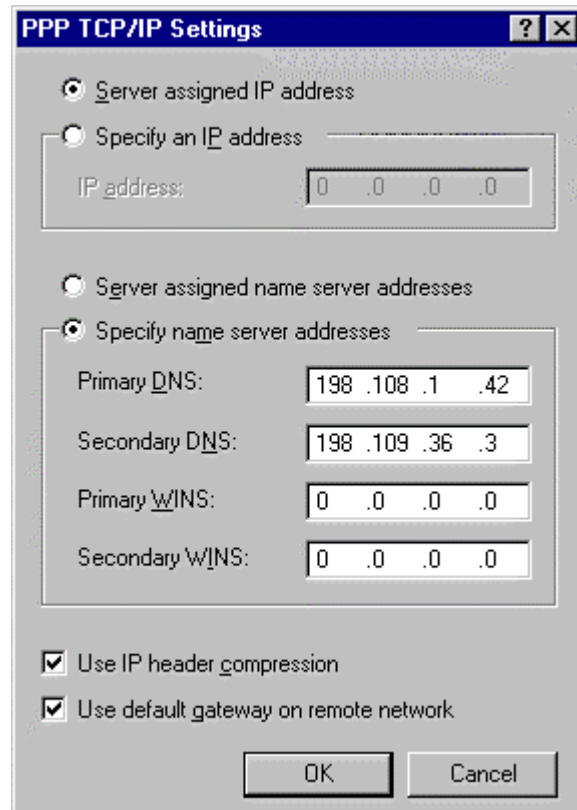 PPP TCP/IP Settings
Server assigned IP address
Specify an IP address
IP address: 0 .0 .0 .0
Server assigned name server addresses
Specify name server addresses
Primary DNS: 198 .108 .1 .42
Secondary DNS: 198 .109 .36 .3
Primary WINS: 0 .0 .0 .0
Secondary WINS: 0 .0 .0 .0
Use IP header compression
Use default gateway on remote network
OK Cancel